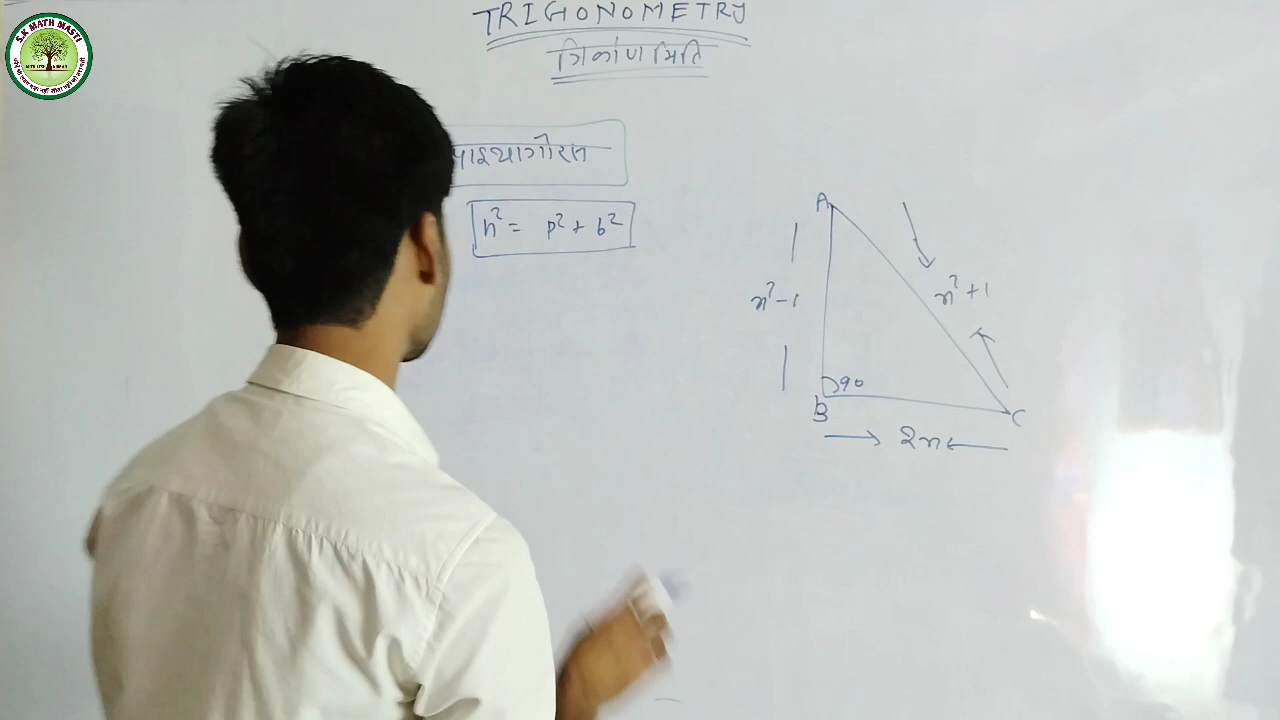 S.K MATH MASTI
TRIGONOMETRY
त्रिकोणमिति
पाइथागोरस
h² = p² + b²
A
n² - 1
n² + 1
90
B
C
2n